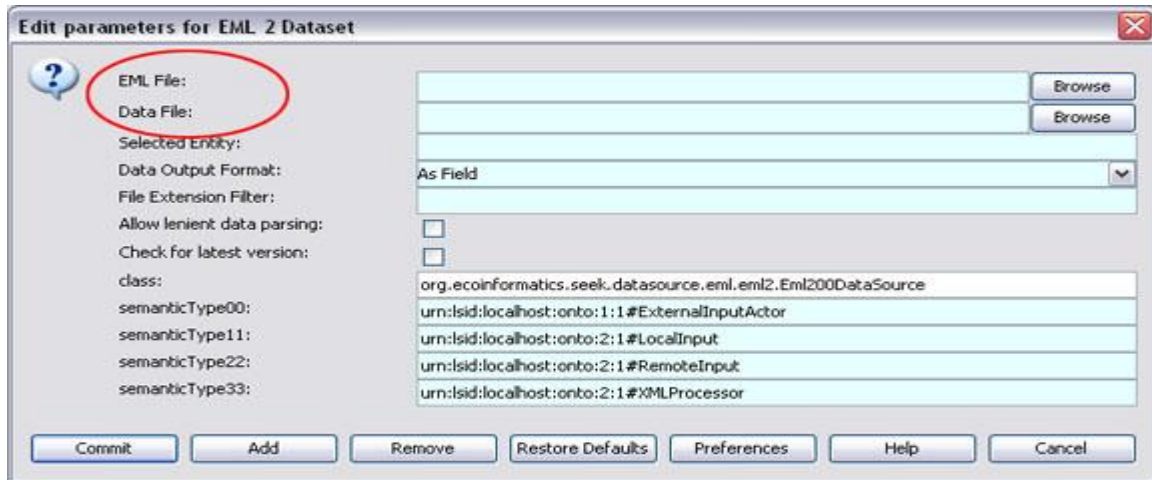 Edit parameters for EML 2 Dataset
?
EML File:
Browse
Data File:
Browse
Selected Entity:
Data Output Format: As Field
File Extension Filter:
Allow lenient data parsing:
Check for latest version:
class: org.ecoinformatics.seek.datasource.eml.eml2.Eml200DataSource
semanticType00: urn:lsid:localhost:onto:1:1#ExternalInputActor
semanticType11: urn:lsid:localhost:onto:2:1#LocalInput
semanticType22: urn:lsid:localhost:onto:2:1#RemoteInput
semanticType33: urn:lsid:localhost:onto:2:1#XMLProcessor
Commit Add Remove Restore Defaults Preferences Help Cancel